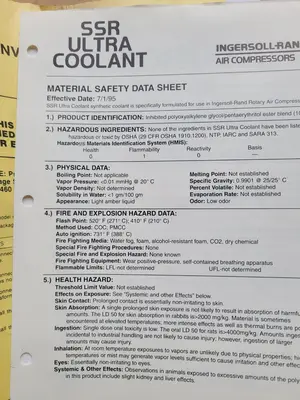 SSR
ULTRA
COOLANT
INGERSOLL-RAN
AIR COMPRESSORS
MATERIAL SAFETY DATA SHEET
Effective Date: 7/1/95
SSR Ultra Coolant synthetic coolant is specifically formulated for use in Ingersoll-Rand Rotary Air Compress
1.) PRODUCT IDENTIFICATION: Inhibited polyoxyalkylene glycol/pentaerythritol ester blend (1
2.) HAZARDOUS INGREDIENTS: None of the ingredients in SSR Ultra Coolant have been liste
hazardous or toxic by OSHA (29 CFR OSHA 1910.1200), NTP, IARC and SARA 313.
Hazardous Materials Identification System (HMIS):
Health Flammability Reactivity Basis
0 1 0 –
3.) PHYSICAL DATA:
Boiling Point: Not applicable Melting Point: Not established
Vapor Pressure: <0.01 mmHg @ 20° C Specific Gravity: 0.9901 @ 25/25° C
Vapor Density: Not determined Percent Volatile: Not established
Solubility in Water: <1 gm/100 gm Evaporation Rate: Not established
Appearance: Light amber liquid Odor: Low odor
4.) FIRE AND EXPLOSION HAZARD DATA:
Flash Point: 520° F (271° C); 410° F (210° C)
Method Used: COC, PMCC
Auto ignition: 731° F (388° C)
Fire Fighting Media: Water fog, foam, alcohol-resistant foam, CO2, dry chemical
Special Fire Fighting Procedures: None
Special Fire and Explosion Hazard: None known
Fire Fighting Equipment: Wear positive-pressure, self-contained breathing apparatus
Flammable Limits: LFL-not determined UFL-not determined
5.) HEALTH HAZARD:
Threshold Limit Value: Not established
Effects on Exposure: See "Systemic and other Effects" below
Skin Contact: Prolonged contact is essentially non-irritating to skin.
Skin Absorption: A single prolonged skin exposure is not likely to result in absorption of harmful
amounts. The LD 50 for skin absorption in rabbits is>2000 mg/kg. Material is sometimes
encountered at elevated temperatures, more intense effects as well as thermal burns are po
Ingestion: Single dose oral toxicity is low. The oral LD 50 for rats is>4000mg/kg. Amounts inges
incidental to industrial handling are not likely to cause injury; however, ingestion of larger
amounts may cause injury.
Inhalation: At room temperature exposures to vapors are unlikely due to physical properties; h
temperatures or mist may generate vapor levels sufficient to cause irritation and other effec
Eyes: Essentially non-irritating to eyes.
Systemic & Other Effects: Observations in animals exposed to excessive amounts of the poly
in this product include slight kidney and liver effects.